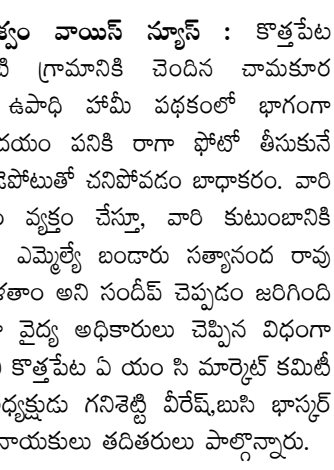 క్వం వాయిస్ న్యూస్ : కొత్తపేట
టి గ్రామానికి చెందిన చామకూర
ఉపాధి హామీ పథకంలో భాగంగా
దయం పనికి రాగా ఫోటో తీసుకునే
డెపోటుతో చనిపోవడం బాధాకరం. వారి
వ్యక్తం చేస్తూ, వారి కుటుంబానికి
ఎమ్మెల్యే బండారు సత్యానంద రావు
ళతాం అని సందీప్ చెప్పడం జరిగింది
వైద్య అధికారులు చెప్పిన విధంగా
కొత్తపేట ఏ యం సి మార్కెట్ కమిటీ
ధ్యక్షుడు గనిశెట్టి వీరేష్,బుసి భాస్కర్
నాయకులు తదితరులు పాల్గొన్నారు.